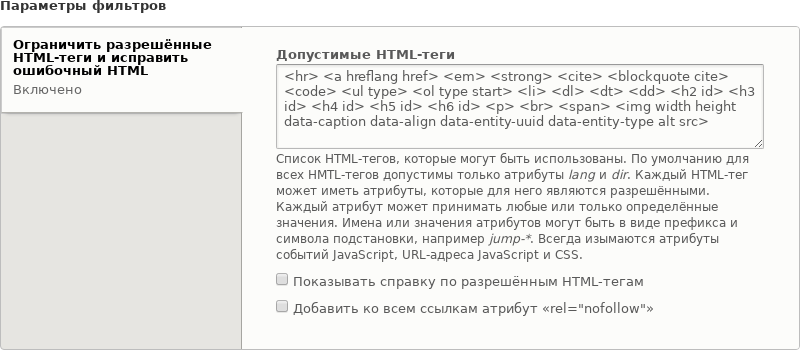 Параметры фильтров
Ограничить разрешённые
HTML-теги и исправить
ошибочный HTML
Включено
Допустимые HTML-теги
<hr> <a hreflang href> <em> <strong> <cite> <blockquote cite>
<code> <ul type> <ol type start> <li> <dl> <dt> <dd> <h2 id> <h3
id> <h4 id> <h5 id> <h6 id> <p> <br> <span> <img width height
data-caption data-align data-entity-uuid data-entity-type alt src>
Список HTML-тегов, которые могут быть использованы. По умолчанию для
всех HMTL-тегов допустимы только атрибуты lang и dir. Каждый HTML-тег
может иметь атрибуты, которые для него являются разрешёнными.
Каждый атрибут может принимать любые или только определённые
значения. Имена или значения атрибутов могут быть в виде префикса и
символа подстановки, например jump-*. Всегда изымаются атрибуты
событий JavaScript, URL-адреса JavaScript и CSS.
Показывать справку по разрешённым HTML-тегам
Добавить ко всем ссылкам атрибут «rel="nofollow"»